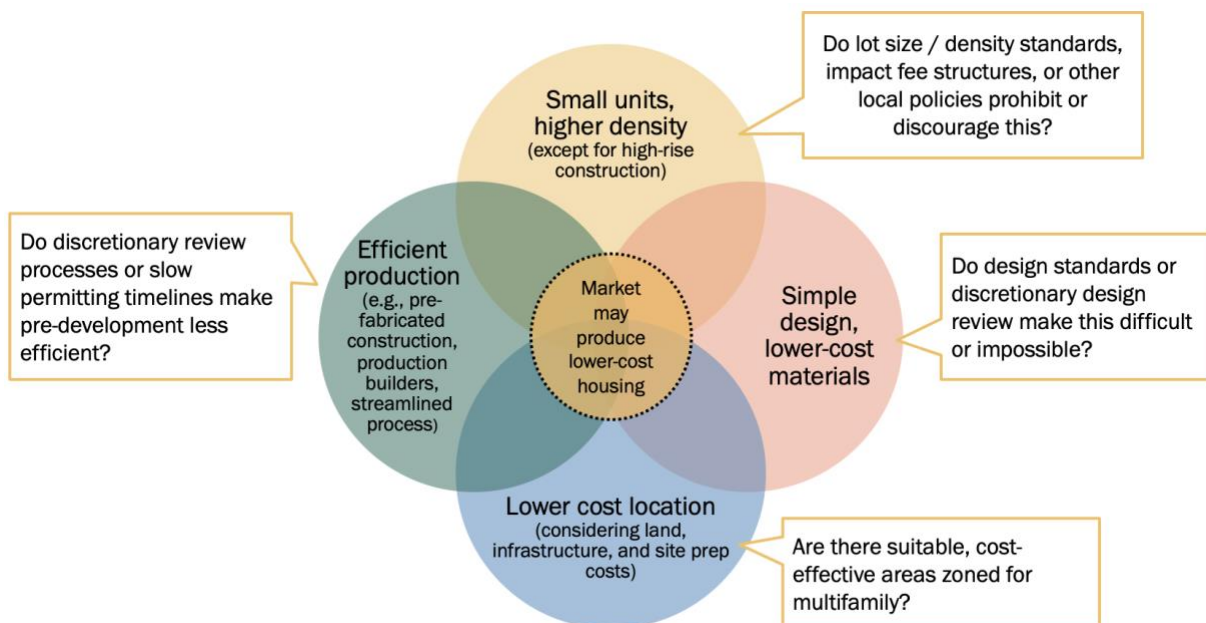 Do lot size / density standards,
impact fee structures, or other
local policies prohibit or
discourage this?
Small units,
higher density
(except for high-rise
construction)
Do discretionary review
processes or slow
permitting timelines make
pre-development less
efficient?
Efficient
production
(e.g., pre-
fabricated
construction,
production
builders,
streamlined
process)
Market
may
produce
lower-cost
housing
Simple
design,
lower-cost
materials
Do design standards or
discretionary design
review make this difficult
or impossible?
Lower cost location
(considering land,
infrastructure, and site prep
costs)
Are there suitable, cost-
effective areas zoned for
multifamily?